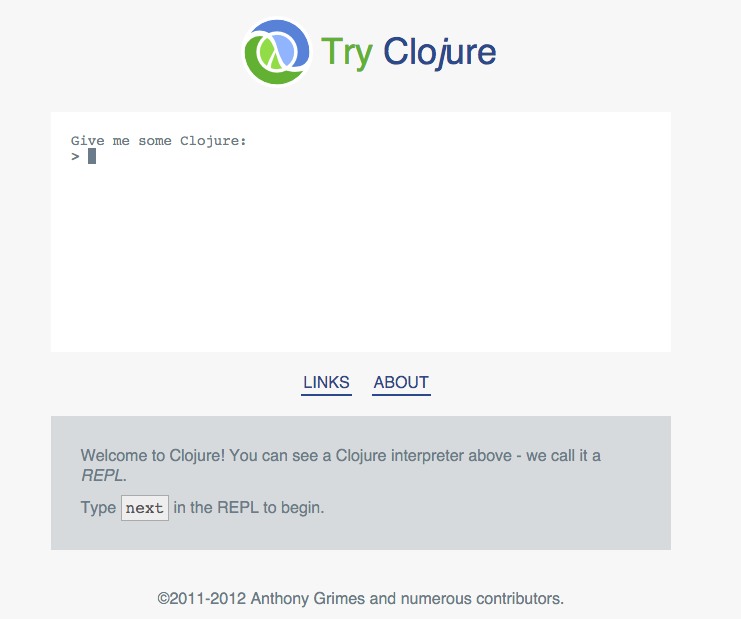 Try Clojure
Give me some Clojure:
>
LINKS ABOUT
Welcome to Clojure! You can see a Clojure interpreter above - we call it a
REPL.
Type next in the REPL to begin.
©2011-2012 Anthony Grimes and numerous contributors.